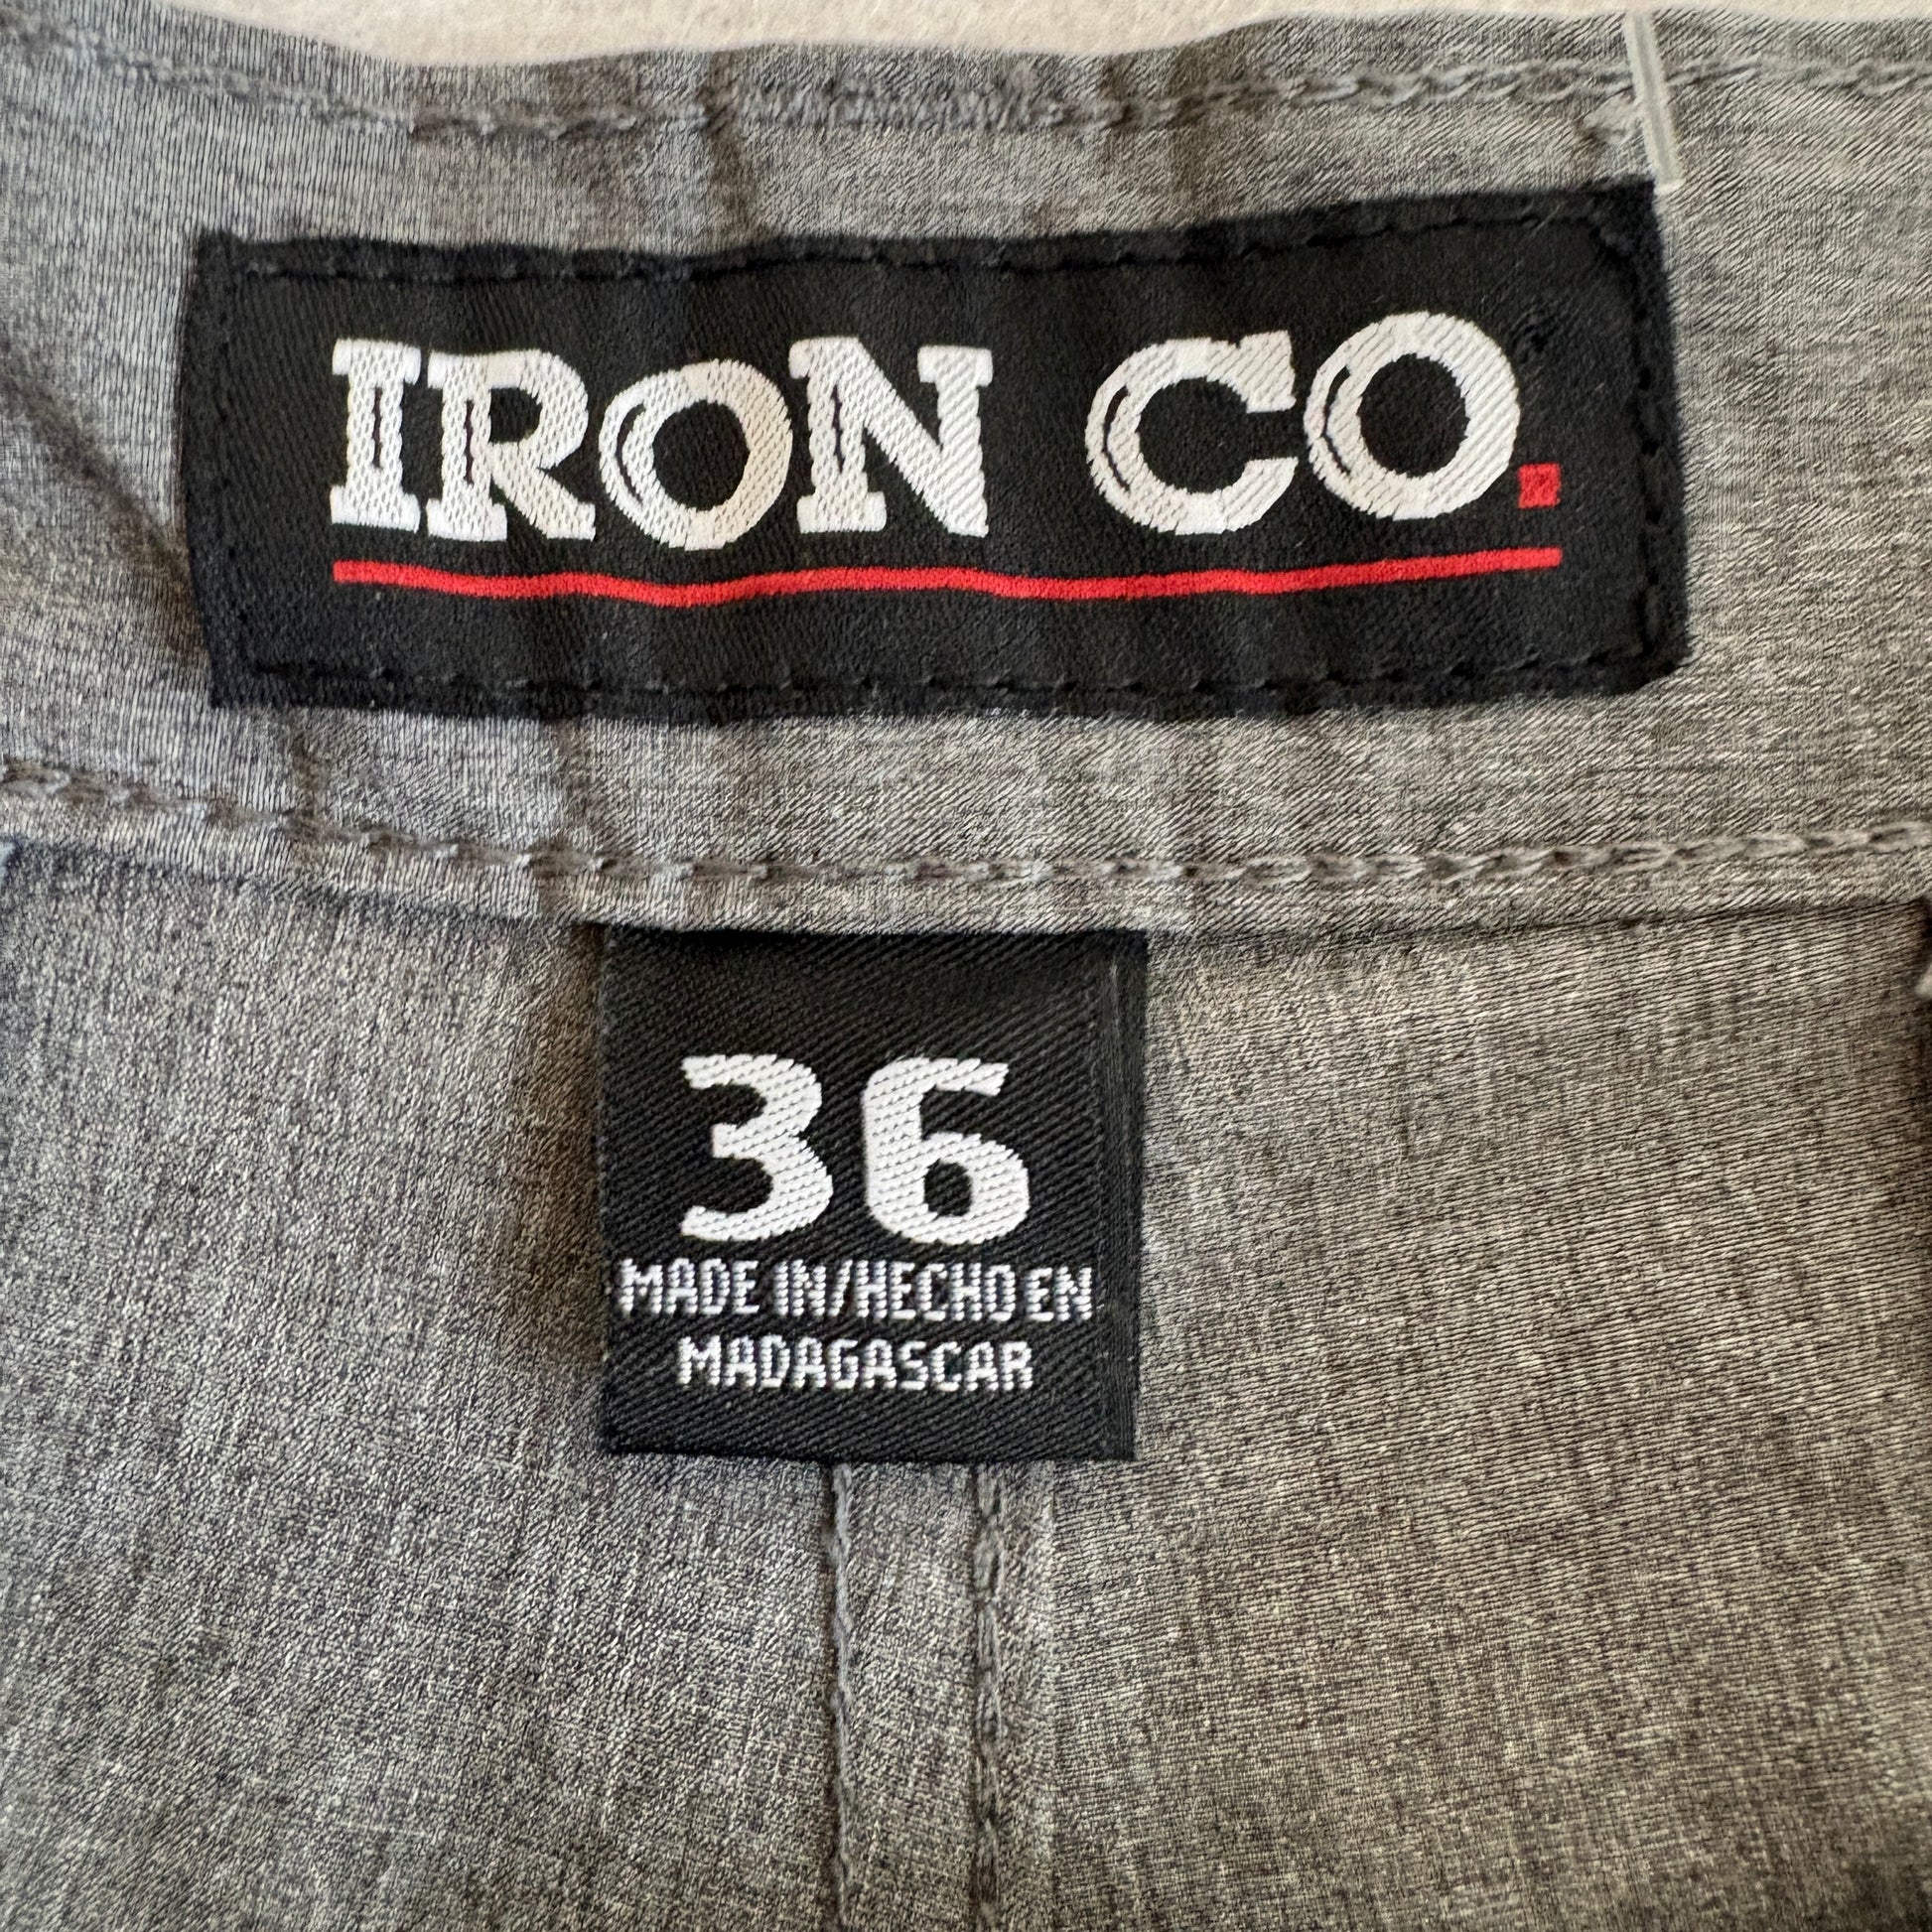 IRON CO.
36
MADE IN/HECHO EN
MADAGASCAR